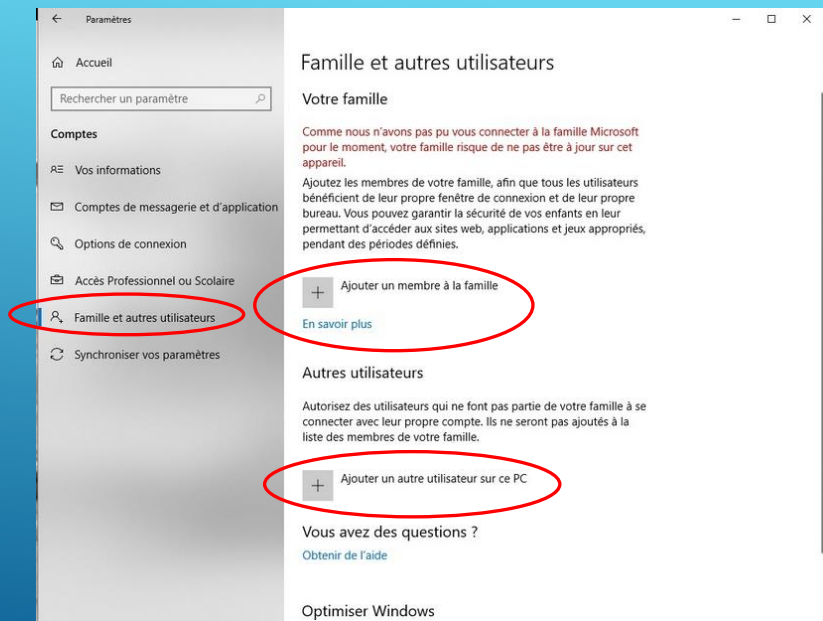 Paramètres
Accueil
Rechercher un paramètre
Comptes
Vos informations
Comptes de messagerie et d'application
Options de connexion
Accès Professionnel ou Scolaire
Famille et autres utilisateurs
Synchroniser vos paramètres
Famille et autres utilisateurs
Votre famille
Comme nous n'avons pas pu vous connecter à la famille Microsoft
pour le moment, votre famille risque de ne pas être à jour sur cet
appareil.
Ajoutez les membres de votre famille, afin que tous les utilisateurs
bénéficient de leur propre fenêtre de connexion et de leur propre
bureau. Vous pouvez garantir la sécurité de vos enfants en leur
permettant d'accéder aux sites web, applications et jeux appropriés,
pendant des périodes définies.
Ajouter un membre à la famille
En savoir plus
Autres utilisateurs
Autorisez des utilisateurs qui ne font pas partie de votre famille à se
connecter avec leur propre compte. Ils ne seront pas ajoutés à la
liste des membres de votre famille.
Ajouter un autre utilisateur sur ce PC
Vous avez des questions ?
Obtenir de l'aide
Optimiser Windows